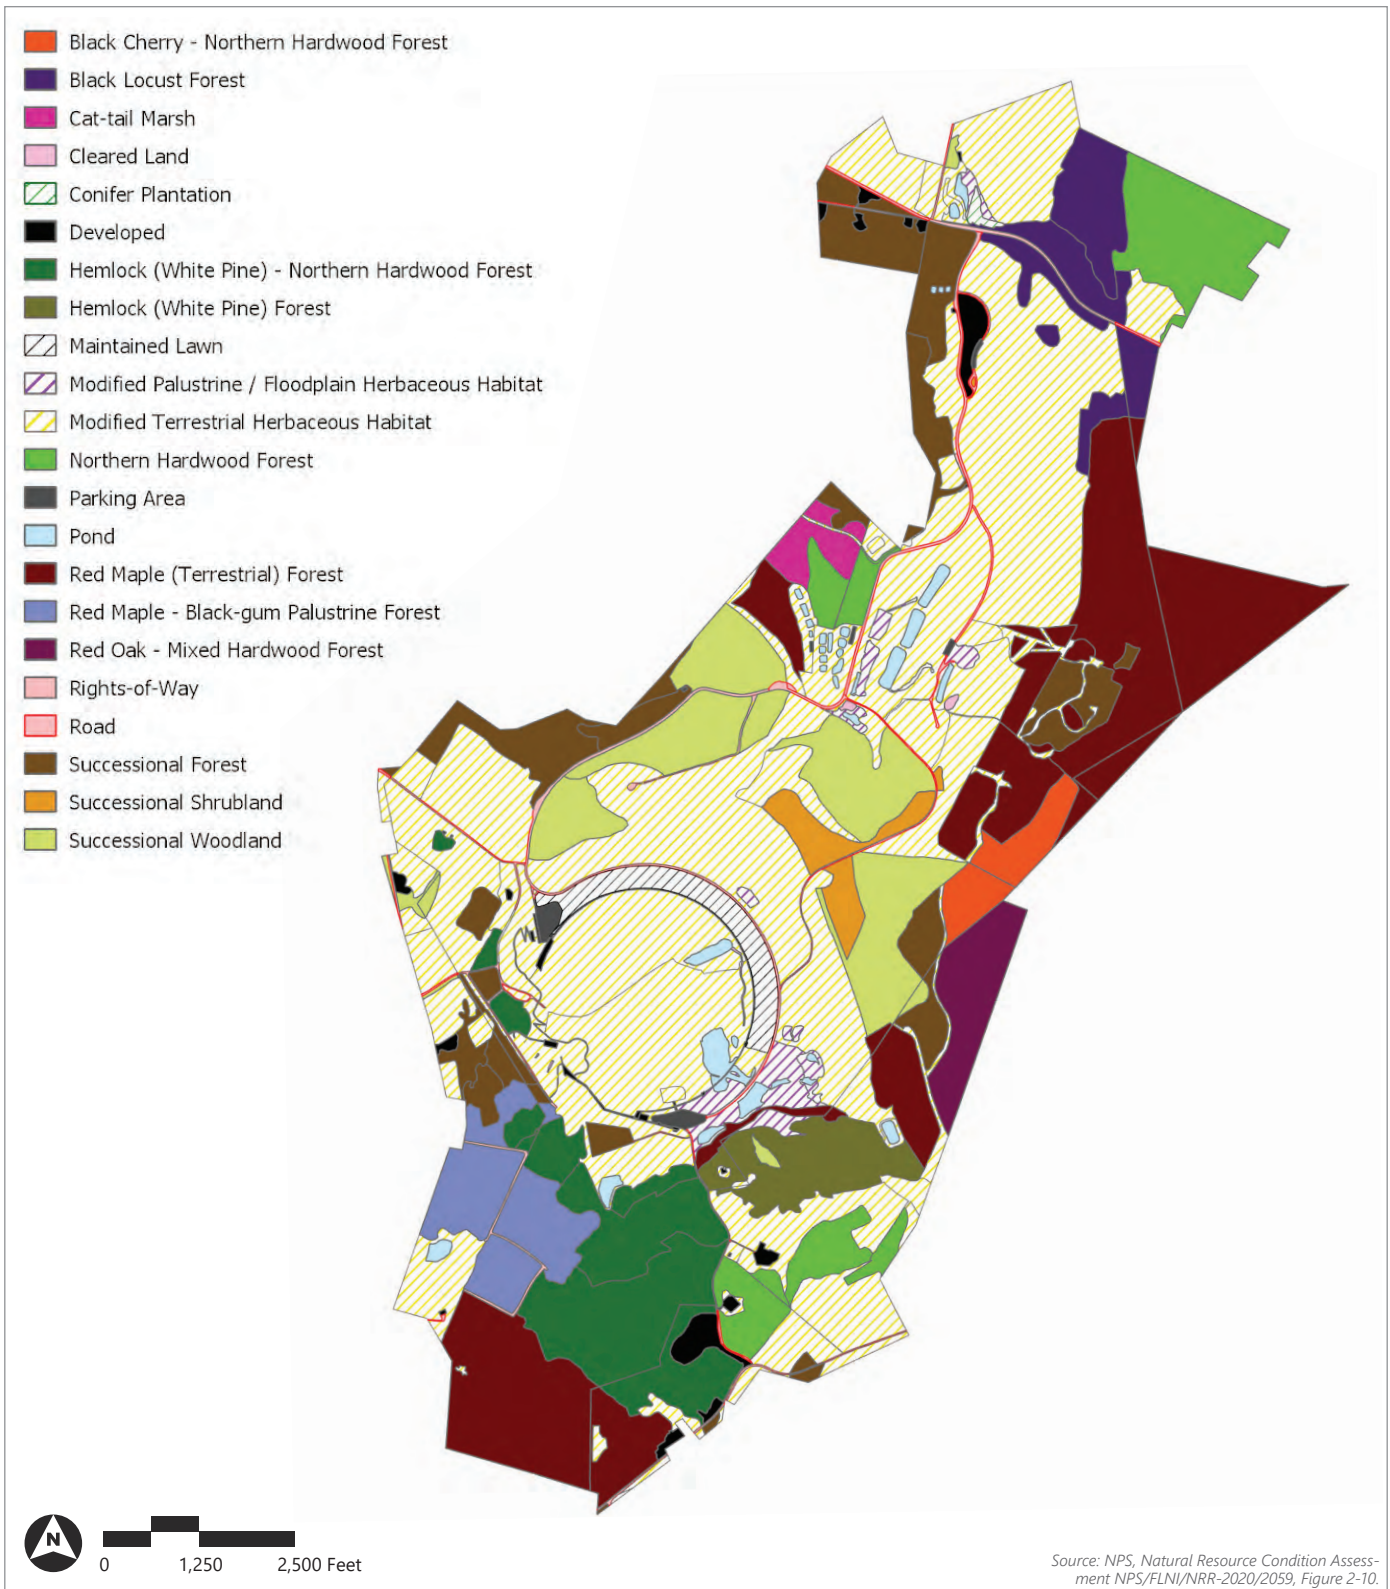 Black Cherry - Northern Hardwood Forest
Black Locust Forest
Cat-tail Marsh
Cleared Land
Conifer Plantation
Developed
Hemlock (White Pine) - Northern Hardwood Forest
Hemlock (White Pine) Forest
Maintained Lawn
Modified Palustrine / Floodplain Herbaceous Habitat
Modified Terrestrial Herbaceous Habitat
Northern Hardwood Forest
Parking Area
Pond
Red Maple (Terrestrial) Forest
Red Maple - Black-gum Palustrine Forest
Red Oak - Mixed Hardwood Forest
Rights-of-Way
Road
Successional Forest
Successional Shrubland
Successional Woodland
N
0 1,250 2,500 Feet
Source: NPS, Natural Resource Condition Assess-
ment NPS/FLNI/NRR-2020/2059, Figure 2-10.